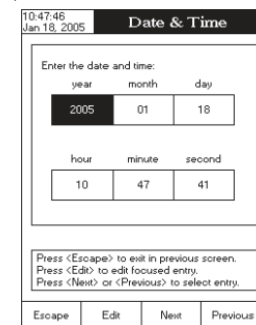 10:47:46
Jan 18, 2005
Date & Time
Enter the date and time:
year month day
2005 01 18
hour minute second
10 47 41
Press <Escape> to exit in previous screen.
Press <Edit> to edit focused entry.
Press <Next> or <Previous> to select entry.
Escape Edit Next Previous